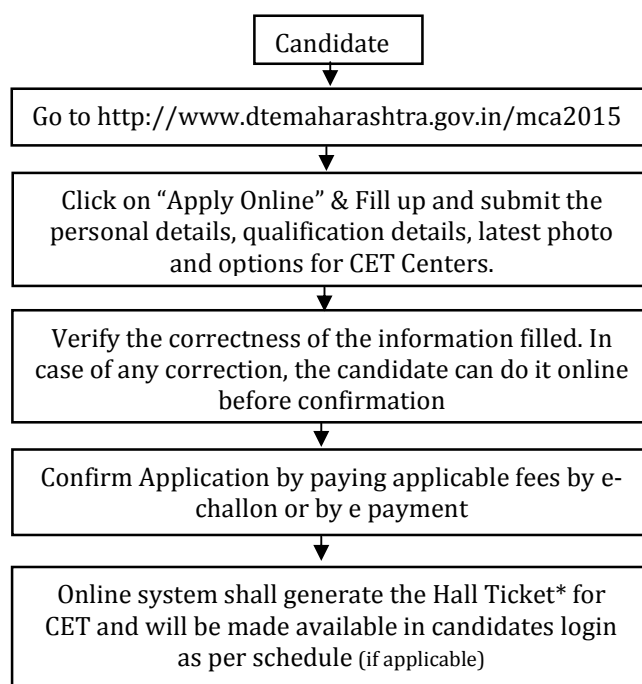 Candidate
Go to http://www.dtemaharashtra.gov.in/mca2015
Click on “Apply Online” & Fill up and submit the
personal details, qualification details, latest photo
and options for CET Centers.
Verify the correctness of the information filled. In
case of any correction, the candidate can do it online
before confirmation
Confirm Application by paying applicable fees by e-
challon or by e payment
Online system shall generate the Hall Ticket* for
CET and will be made available in candidates login
as per schedule (if applicable)